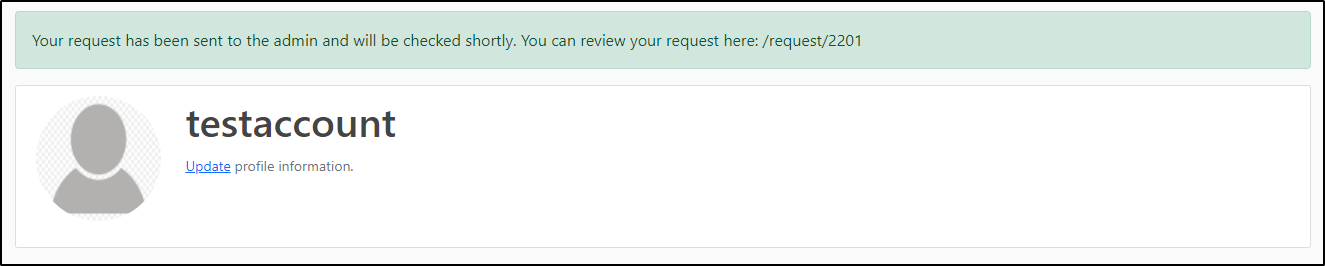 Your request has been sent to the admin and will be checked shortly. You can review your request here: /request/2201
testaccount
Update profile information.